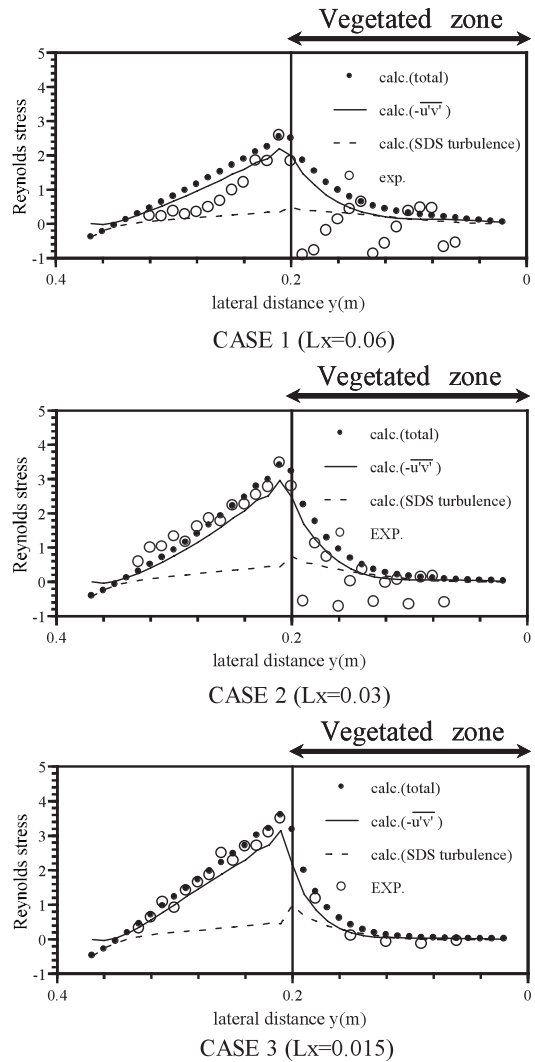 Vegetated zone
5
4
3
2
1
0
-1
Reynolds stress
calc.(total)
calc.(-u'v')
calc.(SDS turbulence)
exp.
0.4
0.2
0
lateral distance y(m)
CASE 1 (Lx=0.06)
Vegetated zone
5
4
3
2
1
0
-1
Reynolds stress
calc.(total)
calc.(-u'v')
calc.(SDS turbulence)
EXP.
0.4
0.2
0
lateral distance y(m)
CASE 2 (Lx=0.03)
Vegetated zone
5
4
3
2
1
0
-1
Reynolds stress
calc.(total)
calc.(-u'v')
calc.(SDS turbulence)
EXP.
0.4
0.2
0
lateral distance y(m)
CASE 3 (Lx=0.015)